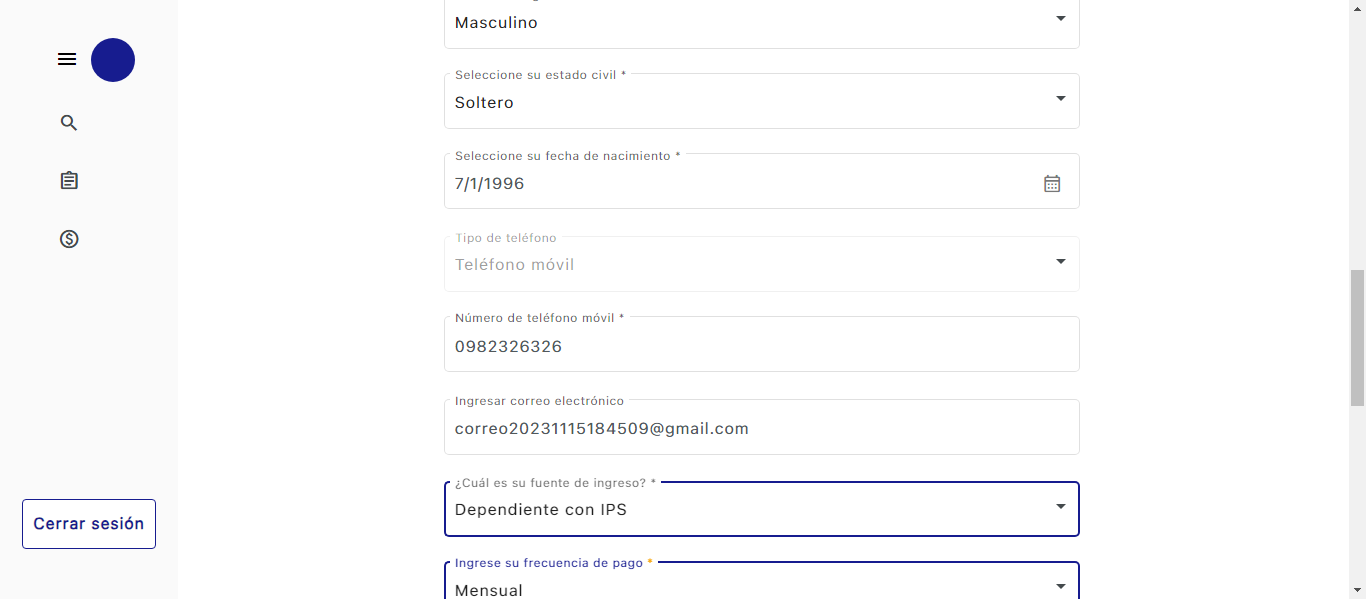 Masculino
Seleccione su estado civil *
Soltero
Seleccione su fecha de nacimiento *
7/1/1996
Tipo de teléfono
Teléfono móvil
Número de teléfono móvil *
0982326326
Ingresar correo electrónico
correo20231115184509@gmail.com
¿Cuál es su fuente de ingreso? *
Dependiente con IPS
Ingrese su frecuencia de pago *
Mensual
Cerrar sesión